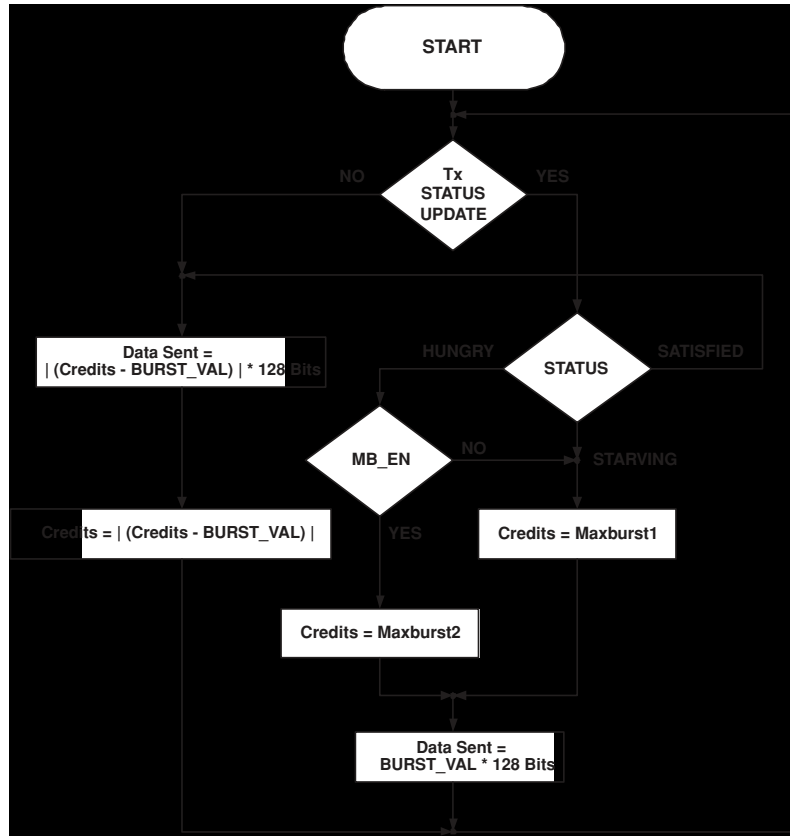 START
NO
Tx
YES
STATUS
UPDATE
Data Sent =
| (Credits - BURST_VAL) | * 128 Bits
HUNGRY
STATUS
SATISFIED
MB_EN
NO
STARVING
Credits = | (Credits - BURST_VAL) |
YES
Credits = Maxburst1
Credits = Maxburst2
Data Sent =
BURST_VAL * 128 Bits